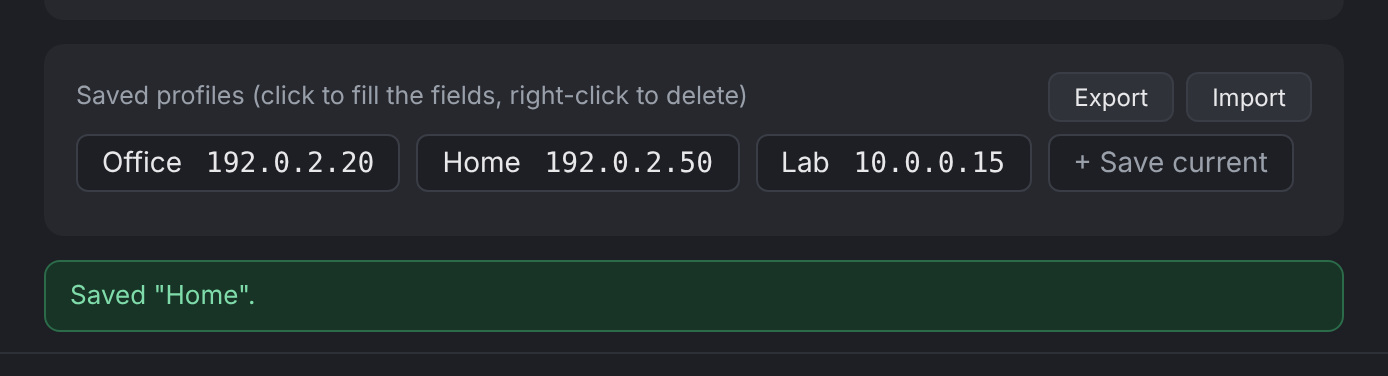 Saved profiles (click to fill the fields, right-click to delete)
Export
Import
Office 192.0.2.20
Home 192.0.2.50
Lab 10.0.0.15
+ Save current
Saved "Home".